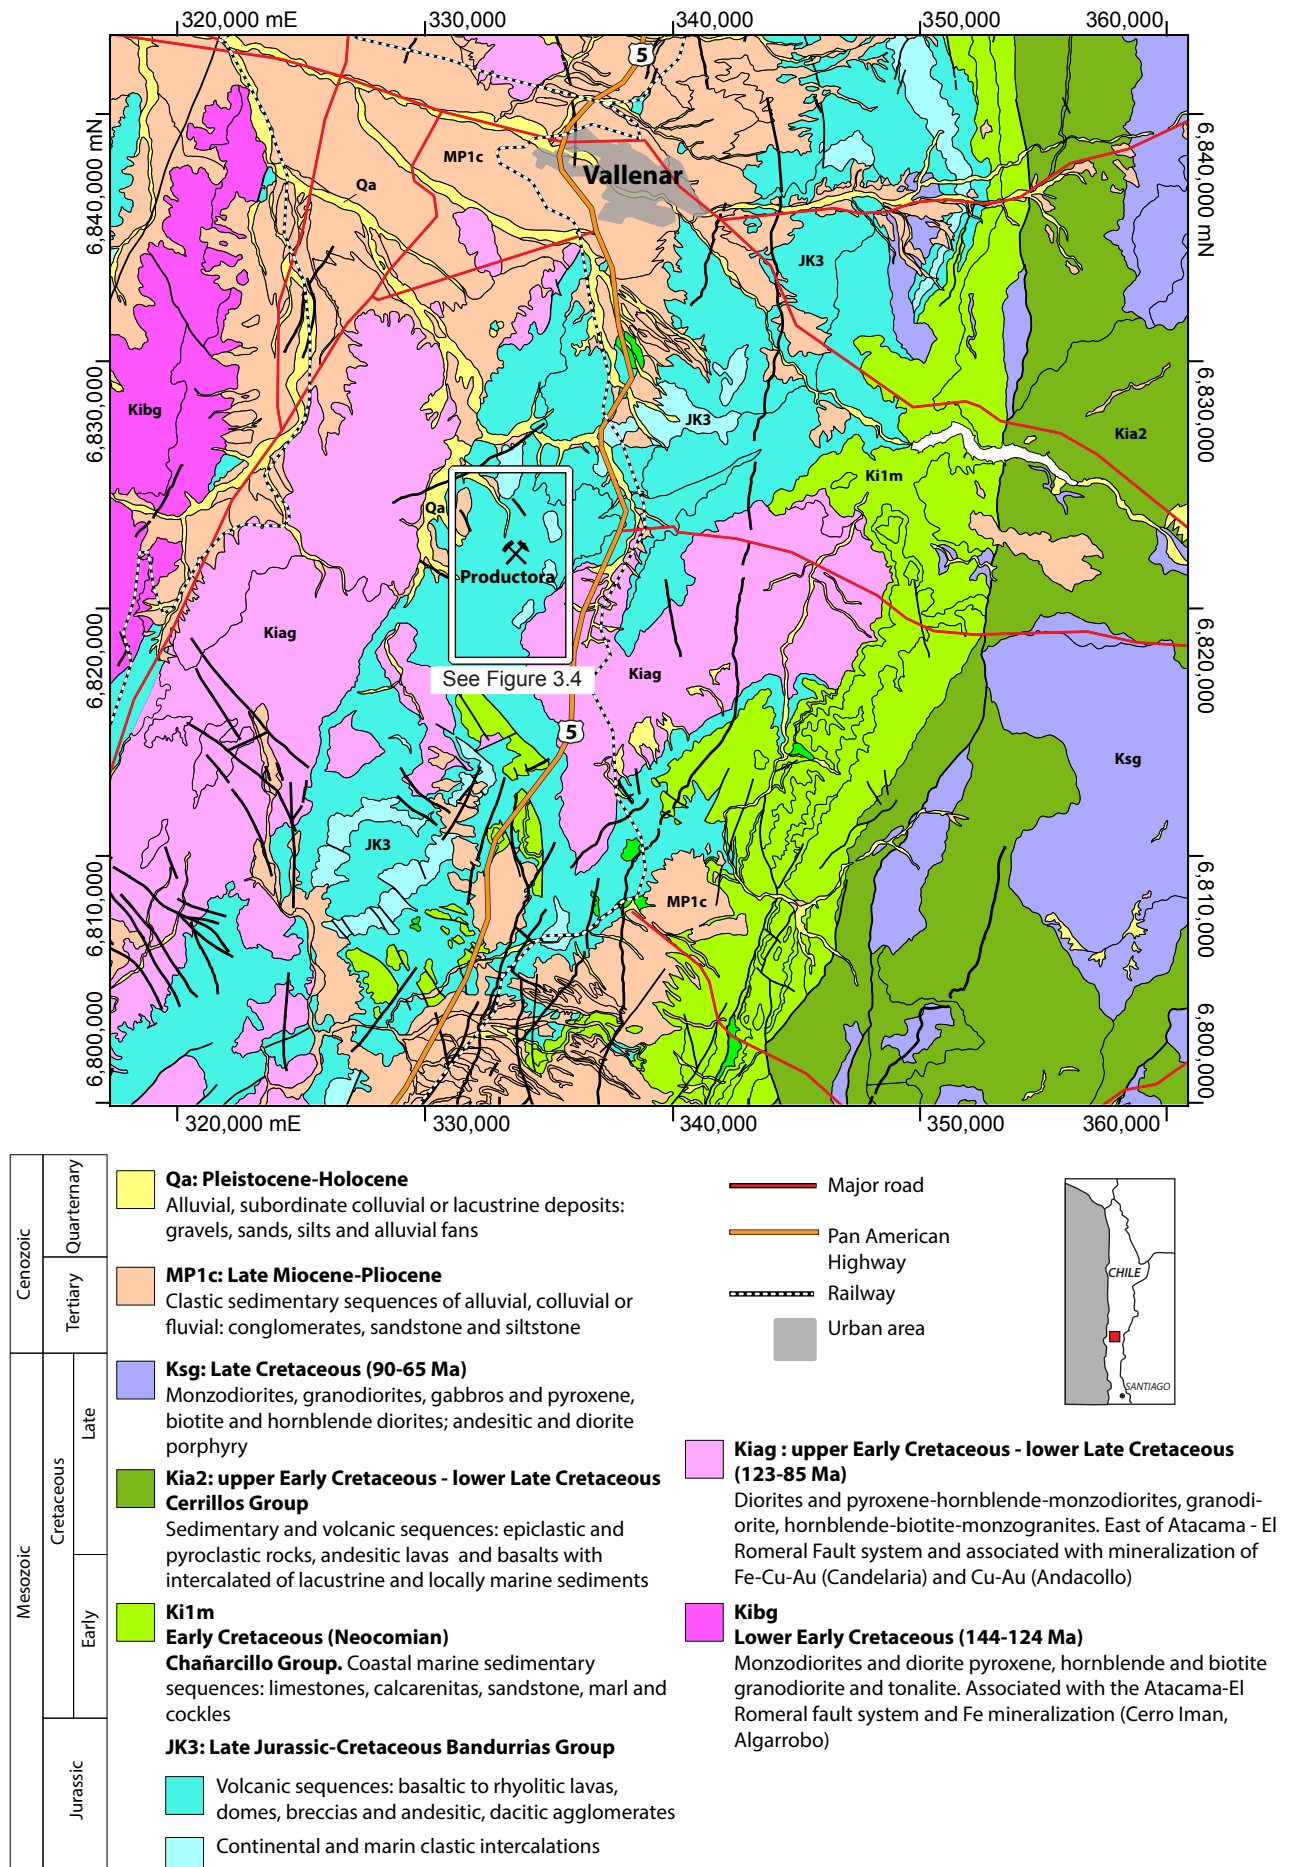 320,000 mE
330,000
340,000
350,000
360,000
6,840,000 mN
6,830,000
6,820,000
6,810,000
6,800,000
6,840,000 mN
6,830,000
6,820,000
6,810,000
6,800,000
5
MP1c
Vallenar
Qa
JK3
Kibg
JK3
Kia2
Ki1m
Qa
Productora
Kiag
Kiag
See Figure 3.4
5
Ksg
JK3
MP1c
320,000 mE
330,000
340,000
350,000
360,000
Cenozoic
Quarternary
Tertiary
Mesozoic
Cretaceous
Late
Early
Jurassic
Qa: Pleistocene-Holocene
Alluvial, subordinate colluvial or lacustrine deposits:
gravels, sands, silts and alluvial fans
MP1c: Late Miocene-Pliocene
Clastic sedimentary sequences of alluvial, colluvial or
fluvial: conglomerates, sandstone and siltstone
Ksg: Late Cretaceous (90-65 Ma)
Monzodiorites, granodiorites, gabbros and pyroxene,
biotite and hornblende diorites; andesitic and diorite
porphyry
Kia2: upper Early Cretaceous - lower Late Cretaceous
Cerrillos Group
Sedimentary and volcanic sequences: epiclastic and
pyroclastic rocks, andesitic lavas and basalts with
intercalated of lacustrine and locally marine sediments
Ki1m
Early Cretaceous (Neocomian)
Chañarcillo Group. Coastal marine sedimentary
sequences: limestones, calcarenitas, sandstone, marl and
cockles
JK3: Late Jurassic-Cretaceous Bandurrias Group
Volcanic sequences: basaltic to rhyolitic lavas,
domes, breccias and andesitic, dacitic agglomerates
Continental and marin clastic intercalations
Major road
Pan American
Highway
Railway
Urban area
CHILE
SANTIAGO
Kiag : upper Early Cretaceous - lower Late Cretaceous
(123-85 Ma)
Diorites and pyroxene-hornblende-monzodiorites, granodi-
orite, hornblende-biotite-monzogranites. East of Atacama - El
Romeral Fault system and associated with mineralization of
Fe-Cu-Au (Candelaria) and Cu-Au (Andacollo)
Kibg
Lower Early Cretaceous (144-124 Ma)
Monzodiorites and diorite pyroxene, hornblende and biotite
granodiorite and tonalite. Associated with the Atacama-El
Romeral fault system and Fe mineralization (Cerro Iman,
Algarrobo)